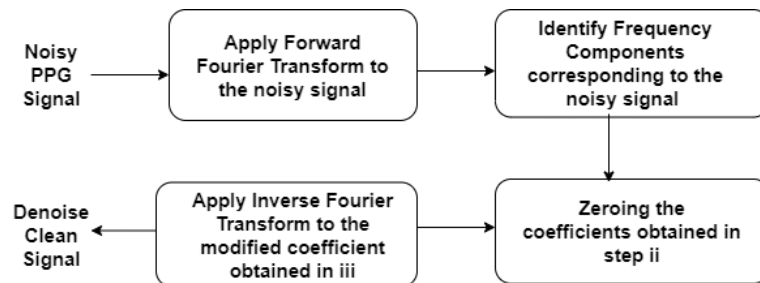 Noisy
PPG
Signal
Apply Forward
Fourier Transform to
the noisy signal
Identify Frequency
Components
corresponding to the
noisy signal
Denoise
Clean
Signal
Apply Inverse Fourier
Transform to the
modified coefficient
obtained in iii
Zeroing the
coefficients obtained in
step ii